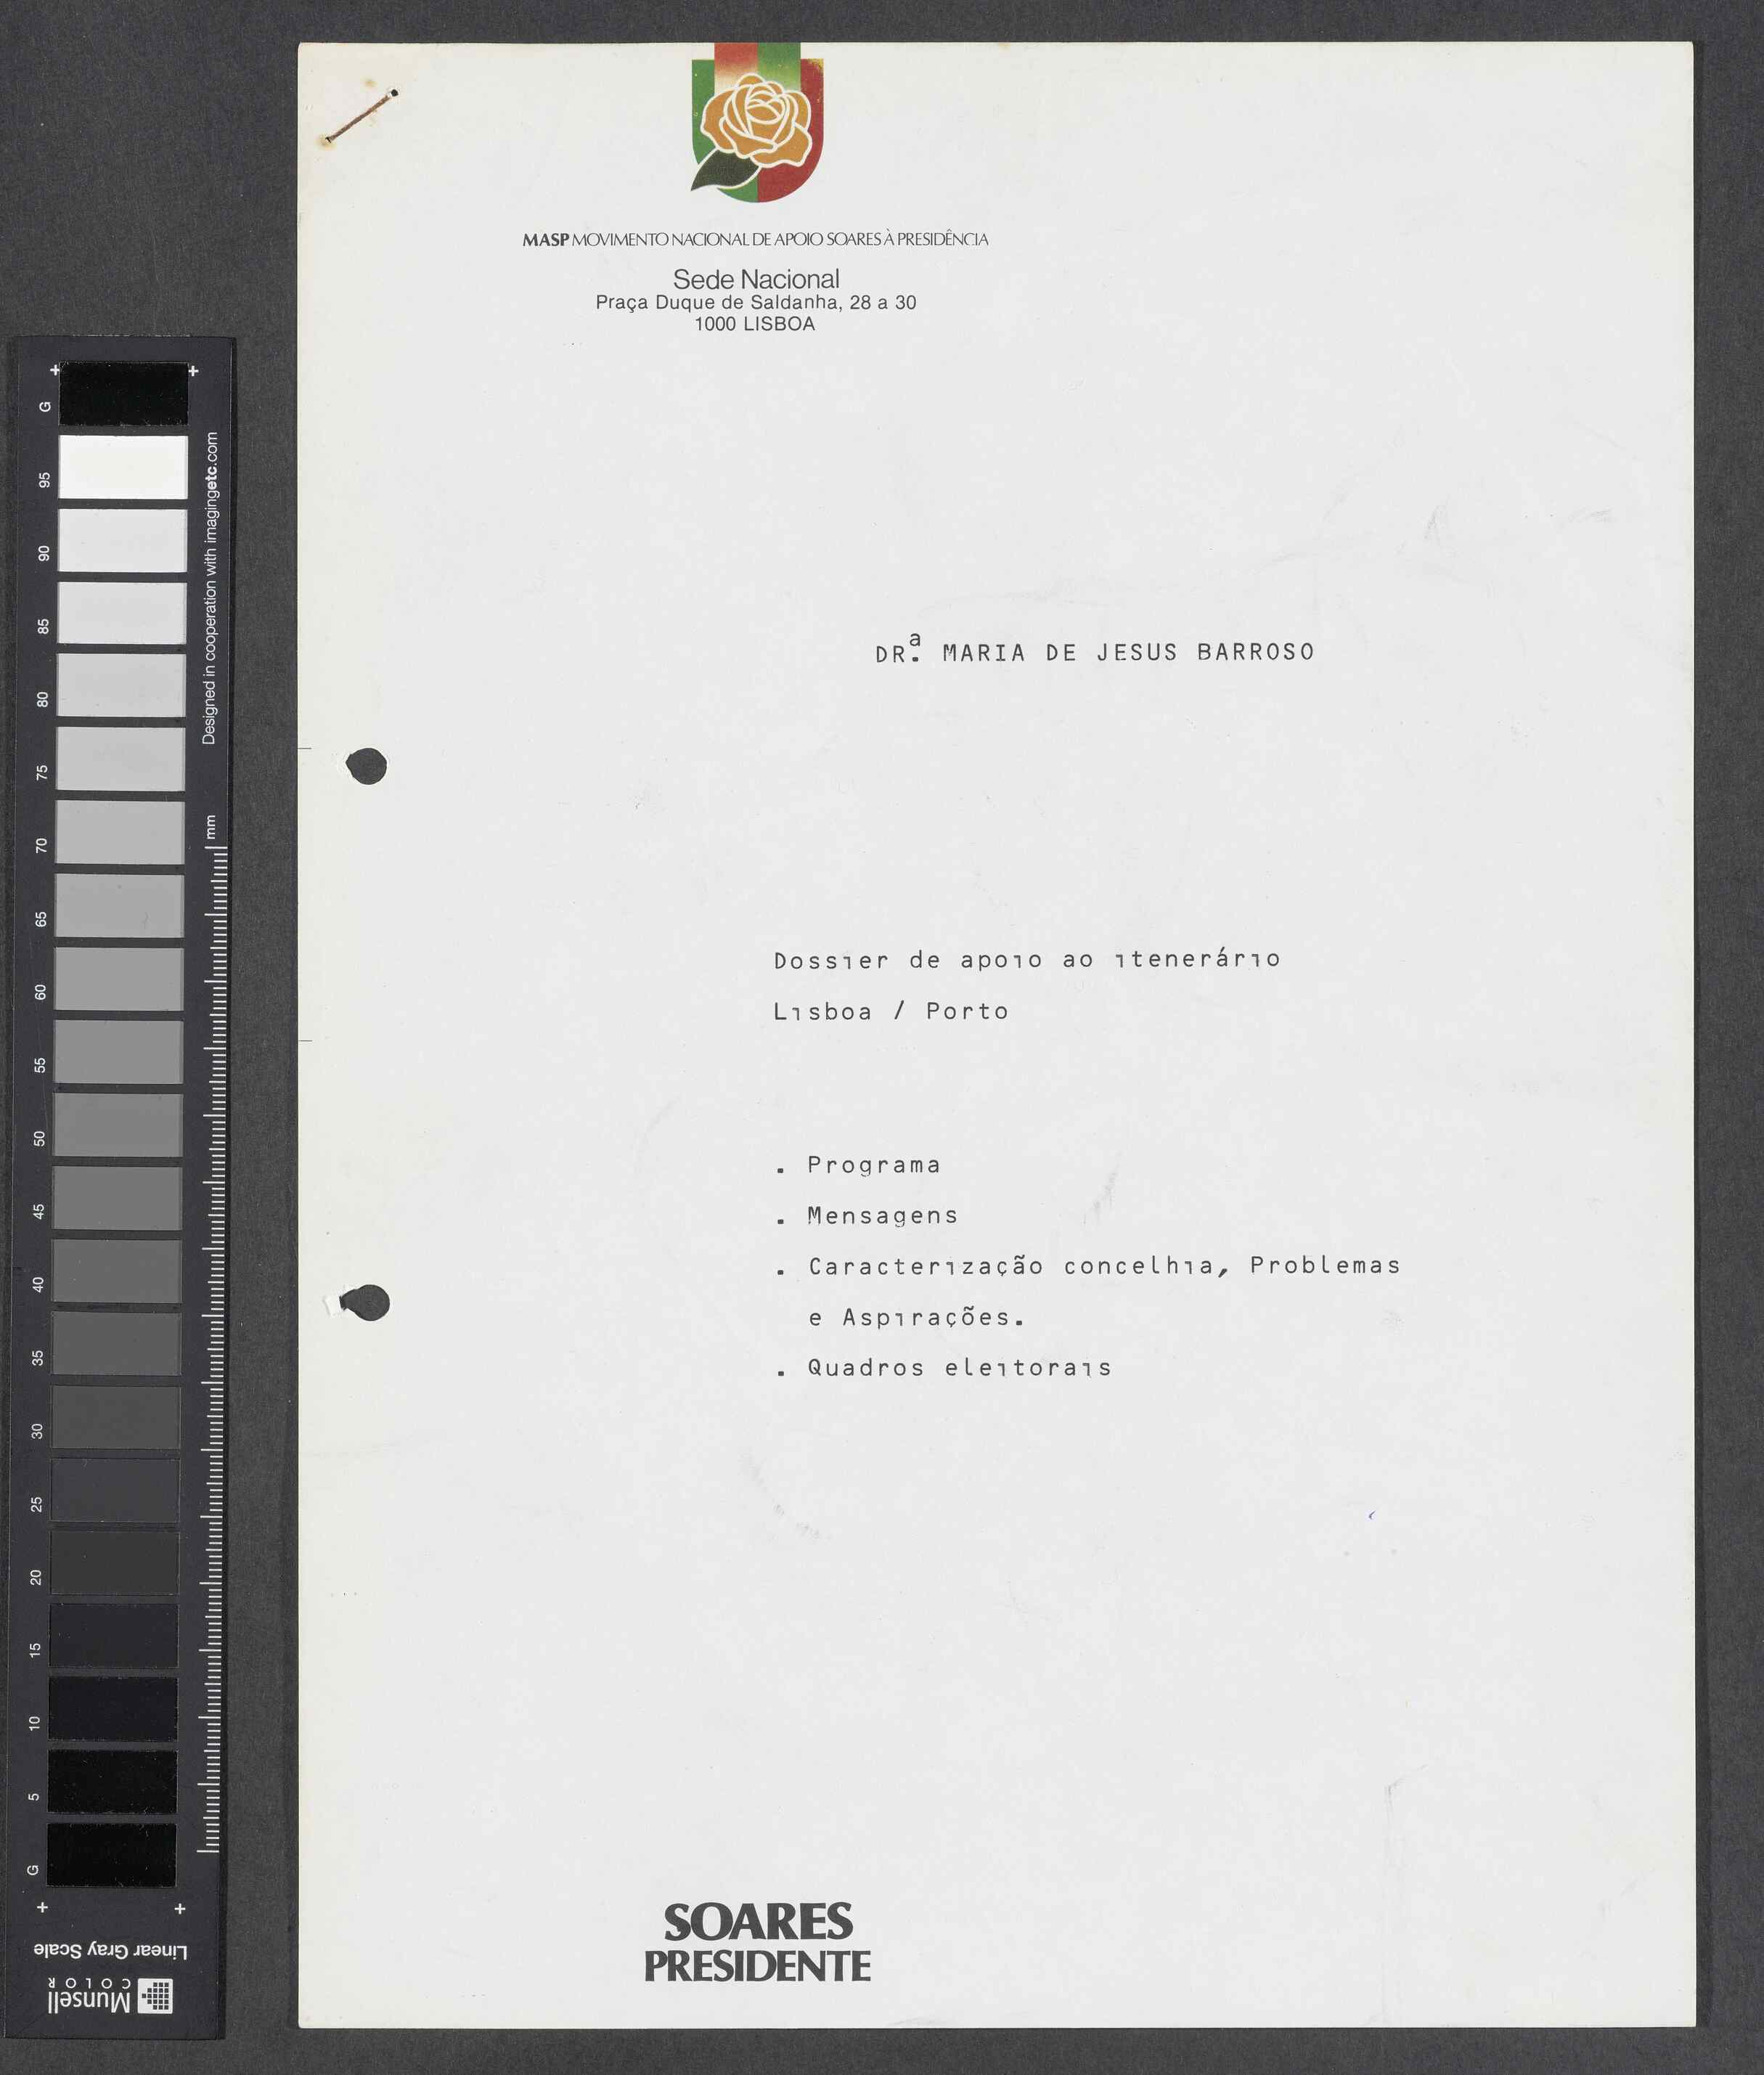 MASP MOVIMENTO NACIONAL DE APOIO SOARES À PRESIDÊNCIA
Sede Nacional
Praça Duque de Saldanha, 28 a 30
1000 LISBOA
DR.ª MARIA DE JESUS BARROSO
Dossier de apoio ao itenerário
Lisboa / Porto
. Programa
. Mensagens
. Caracterização concelhia, Problemas
e Aspirações.
. Quadros eleitorais
SOARES
PRESIDENTE
G
95
90
85
80
75
70
65
60
55
50
45
40
35
30
25
20
15
10
5
G
Designed in cooperation with imagingetc.com
mm
Linear Gray Scale
Munsell
COLOR